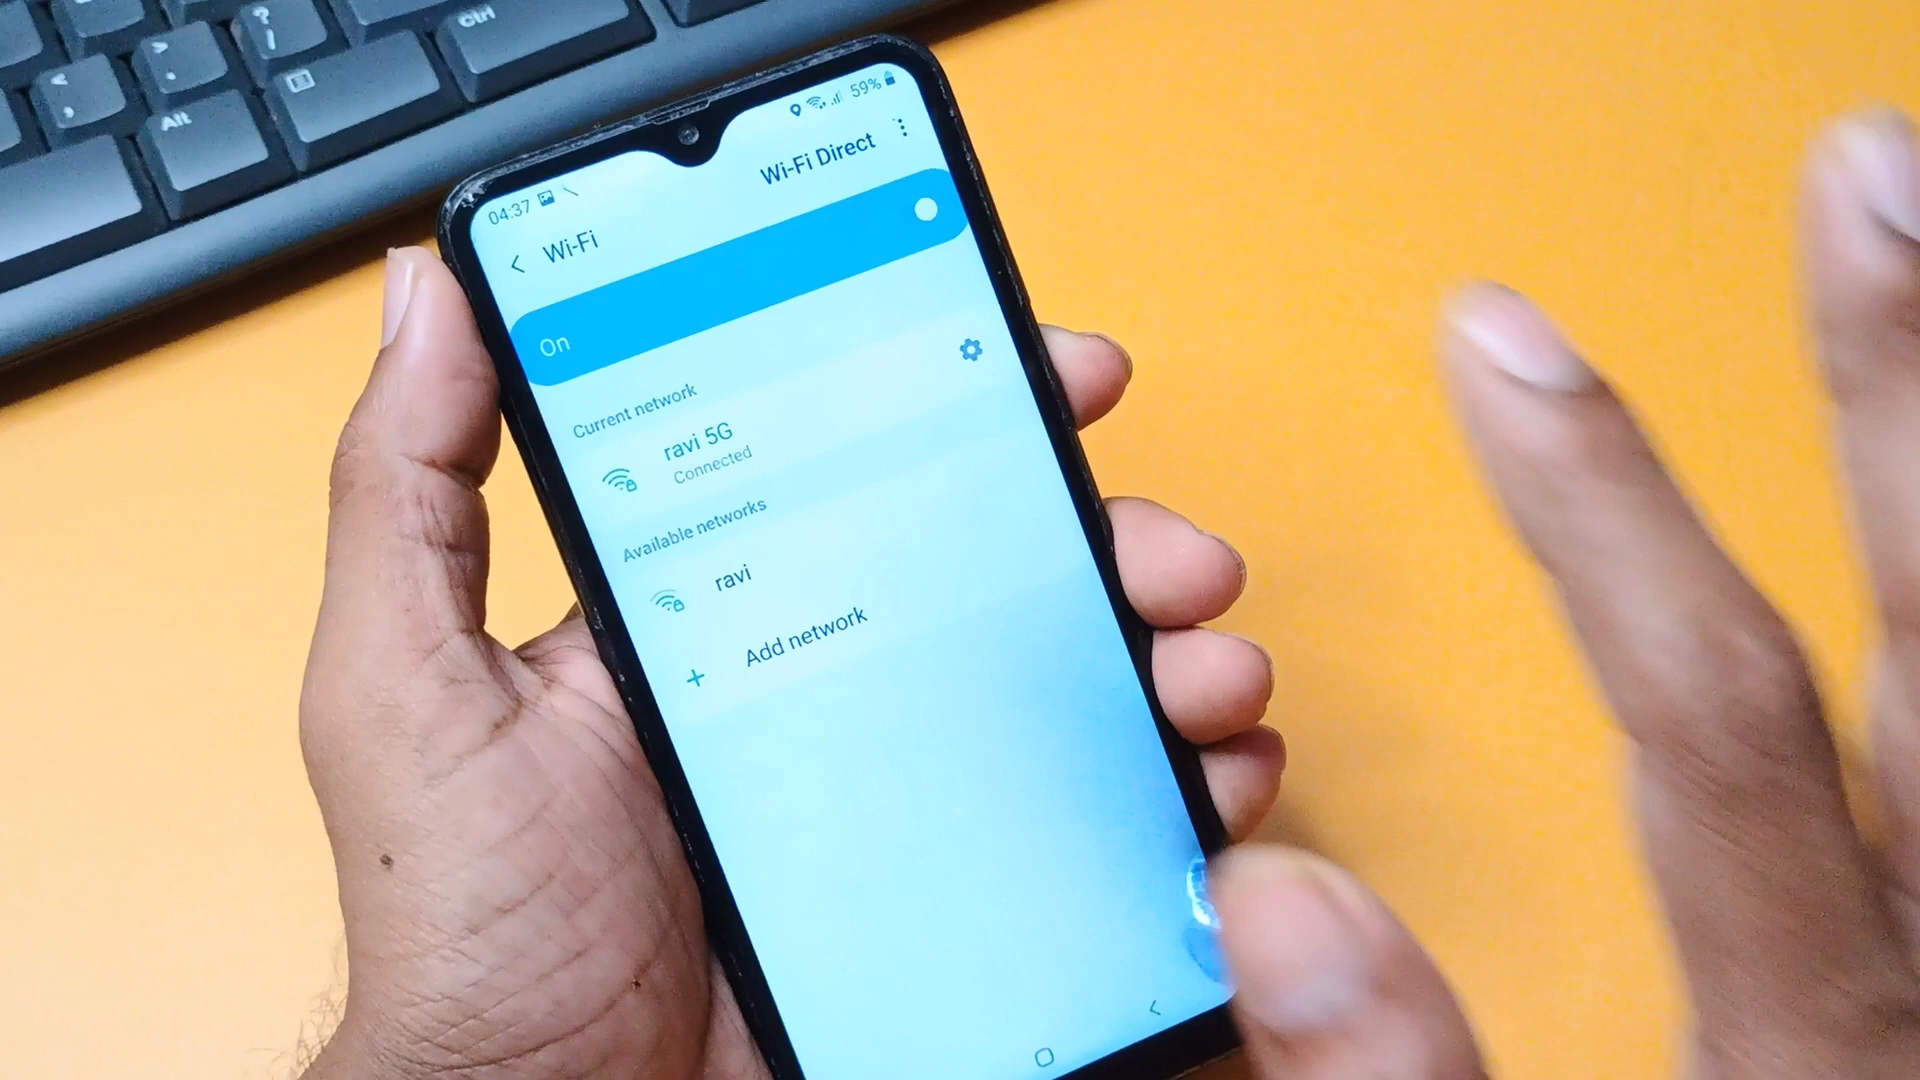 Ctrl
?
/
>
.
<
,
Alt
04:37
59%
Wi-Fi
Wi-Fi Direct
On
Current network
ravi 5G
Connected
Available networks
ravi
Add network